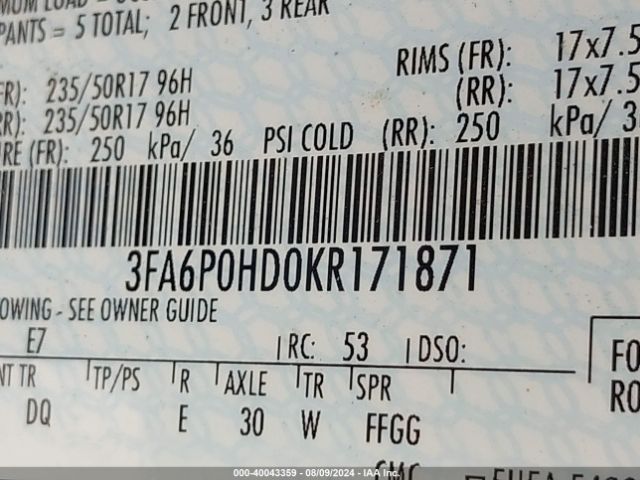 PANTS = 5 TOTAL; 2 FRONT, 3 REAR
RIMS (FR): 17x7.5
FR): 235/50R17 96H (RR): 17x7.5
RR): 235/50R17 96H
URE (FR): 250 kPa/ 36 PSI COLD (RR): 250 kPa/ 36
3FA6P0HD0KR171871
OWING - SEE OWNER GUIDE
E7 RC: 53 DSO:
NT TR TP/PS R AXLE TR SPR
DQ E 30 W FFGG
FO
RO
000-40043359 - 08/09/2024 - IAA Inc.